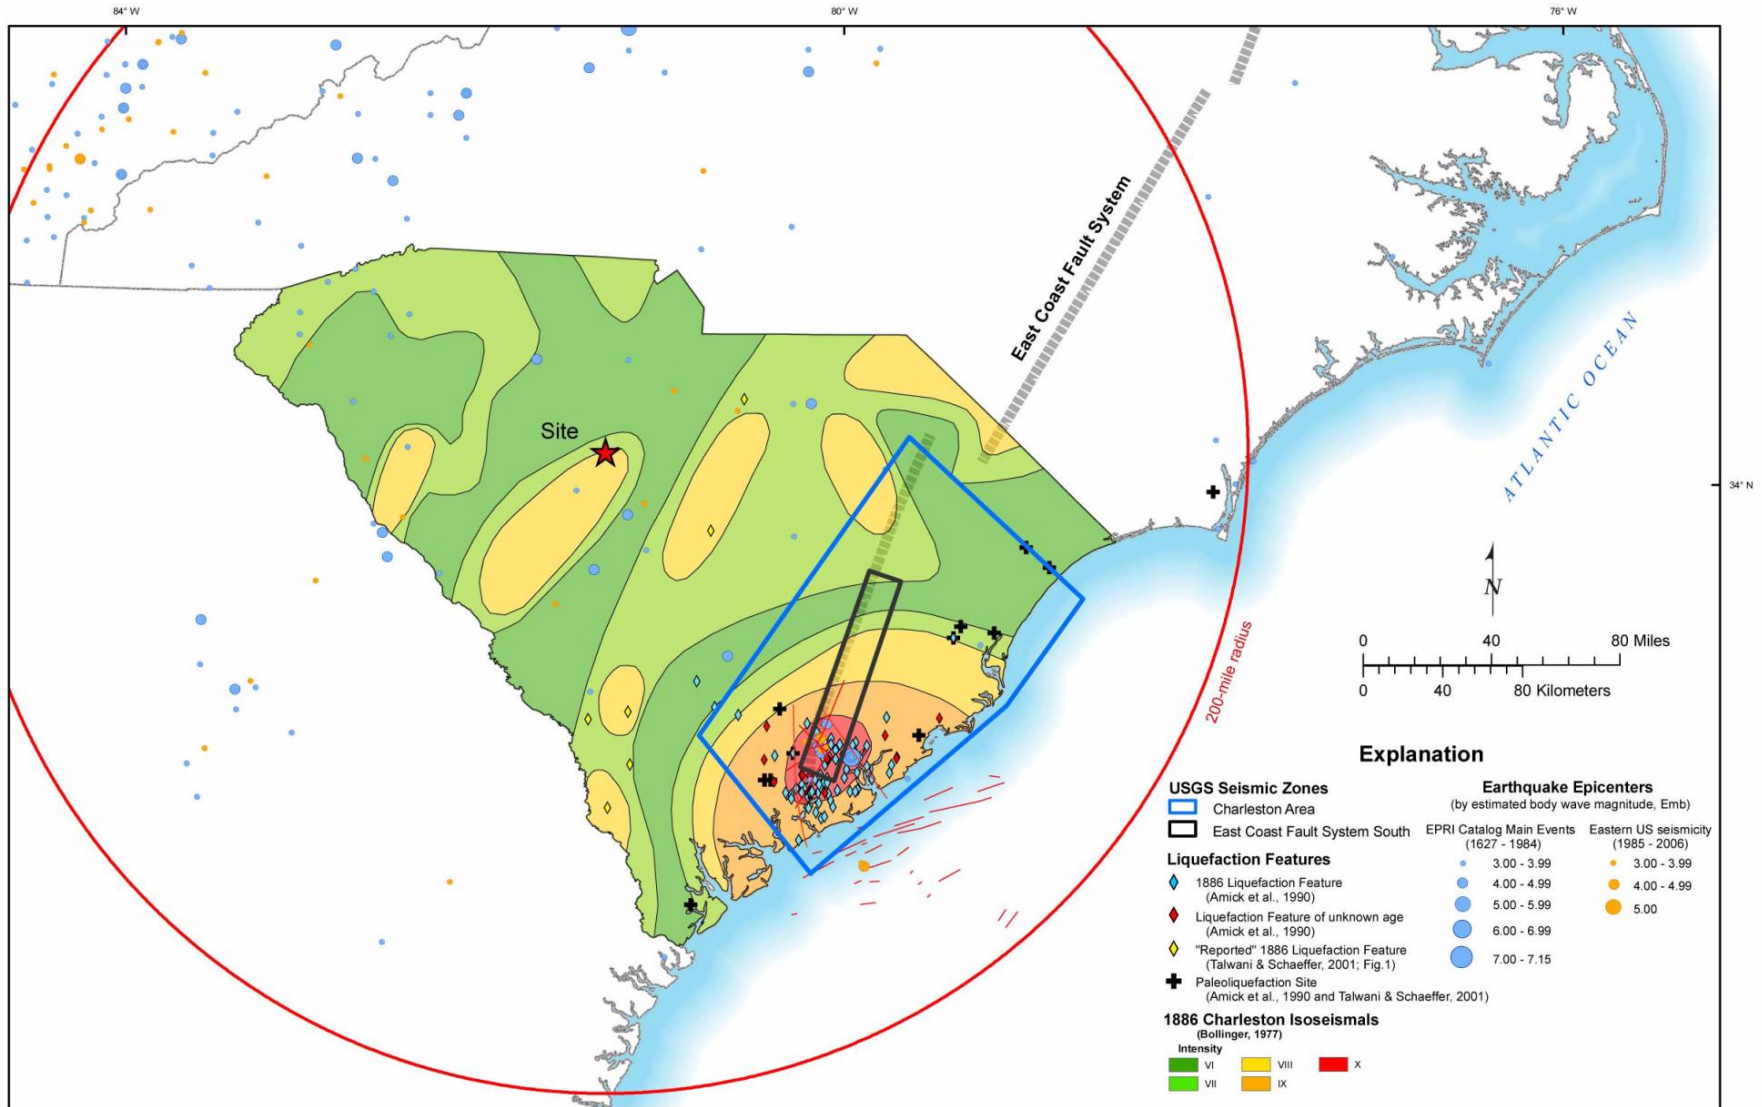 84° W
80° W
76° W
East Coast Fault System
Site
ATLANTIC OCEAN
34° N
N
0 40 80 Miles
0 40 80 Kilometers
200-mile radius
Explanation
USGS Seismic Zones
Charleston Area
East Coast Fault System South
Liquefaction Features
1886 Liquefaction Feature
(Amick et al., 1990)
Liquefaction Feature of unknown age
(Amick et al., 1990)
"Reported" 1886 Liquefaction Feature
(Talwani & Schaeffer, 2001; Fig.1)
Paleoliquefaction Site
(Amick et al., 1990 and Talwani & Schaeffer, 2001)
1886 Charleston Isoseismals
(Bollinger, 1977)
Intensity
VI
VII
VIII
IX
X
Earthquake Epicenters
(by estimated body wave magnitude, Emb)
EPRI Catalog Main Events
(1627 - 1984)
3.00 - 3.99
4.00 - 4.99
5.00 - 5.99
6.00 - 6.99
7.00 - 7.15
Eastern US seismicity
(1985 - 2006)
3.00 - 3.99
4.00 - 4.99
5.00